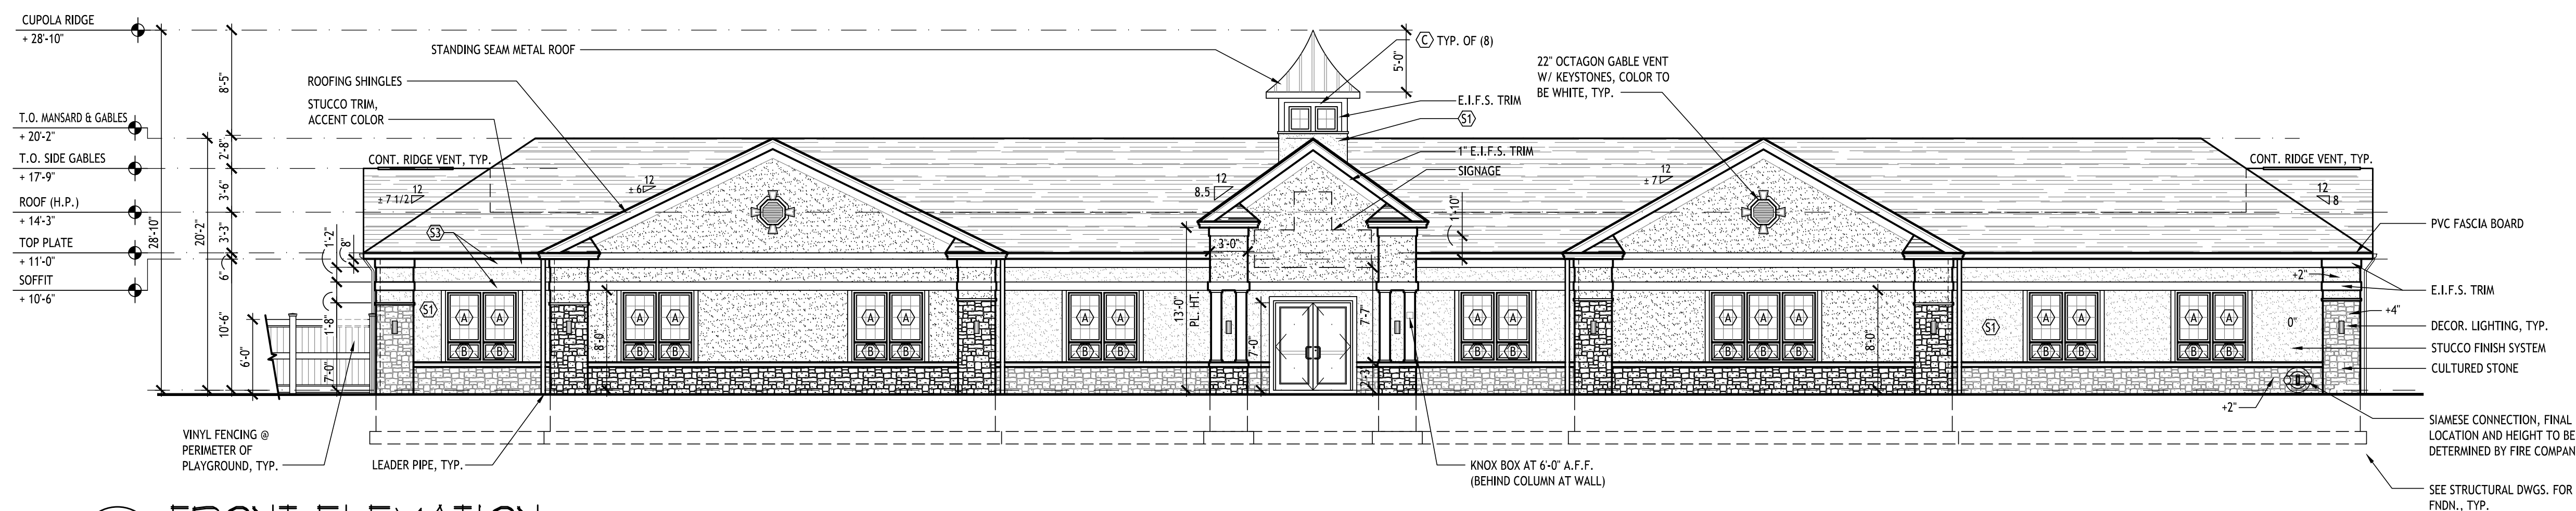 CUPOLA RIDGE
+ 28'-10"
T.O. MANSARD & GABLES
+ 20'-2"
T.O. SIDE GABLES
+ 17'-9"
ROOF (H.P.)
+ 14'-3"
TOP PLATE
+ 11'-0"
SOFFIT
+ 10'-6"
28'-10"
20'-2"
8'-5"
2'-8"
3'-6"
3'-3"
6"
10'-6"
6'-0"
1'-2"
8"
1'-8"
7'-0"
STANDING SEAM METAL ROOF
ROOFING SHINGLES
STUCCO TRIM,
ACCENT COLOR
CONT. RIDGE VENT, TYP.
12
± 7 1/2
S3
S1
12
± 6
8'-0"
A A
B B
A A
B B
A A
B B
A A
B B
12
8.5
3'-0"
13'-0"
PL. HT.
7'-0"
7'-7"
2'-3"
1'-10"
5'-0"
C TYP. OF (8)
E.I.F.S. TRIM
S1
1" E.I.F.S. TRIM
SIGNAGE
22" OCTAGON GABLE VENT
W/ KEYSTONES, COLOR TO
BE WHITE, TYP.
12
± 7
A A
B B
A A A
B B B
8'-0"
S1
A A
B B
A A
B B
CONT. RIDGE VENT, TYP.
12
8
PVC FASCIA BOARD
+2"
E.I.F.S. TRIM
+4"
0"
DECOR. LIGHTING, TYP.
STUCCO FINISH SYSTEM
CULTURED STONE
+2"
SIAMESE CONNECTION, FINAL
LOCATION AND HEIGHT TO BE
DETERMINED BY FIRE COMPAN
SEE STRUCTURAL DWGS. FOR
FNDN., TYP.
VINYL FENCING @
PERIMETER OF
PLAYGROUND, TYP.
LEADER PIPE, TYP.
KNOX BOX AT 6'-0" A.F.F.
(BEHIND COLUMN AT WALL)
FRONT ELEVATION